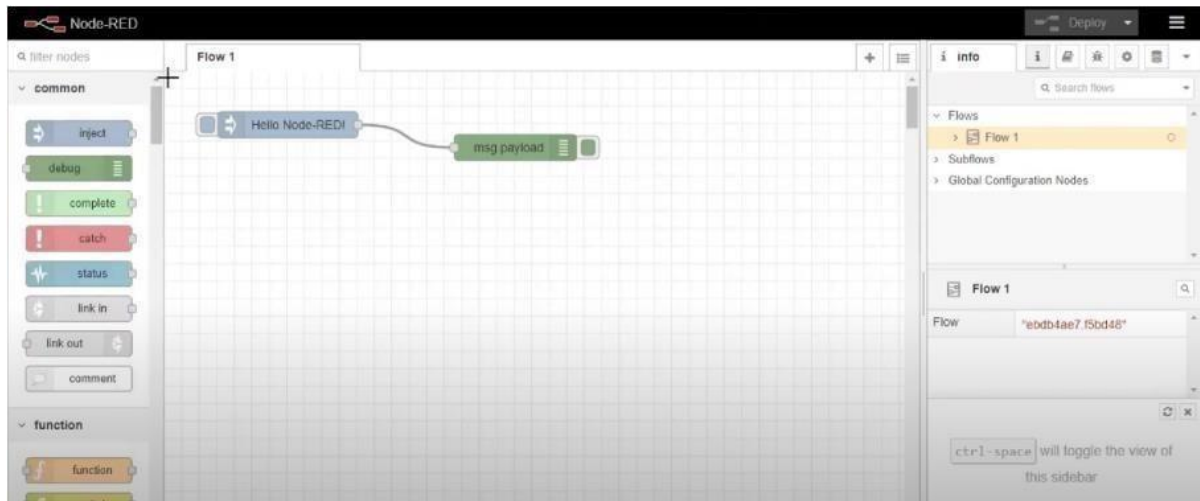 Node-RED
Deploy
filter nodes
Flow 1
i info
i
Search flows
common
inject
debug
complete
catch
status
link in
link out
comment
function
function
Hello Node-RED!
msg.payload
Flows
Flow 1
Subflows
Global Configuration Nodes
Flow 1
Flow "ebdb4ae7.f5bd48"
ctrl-space will toggle the view of
this sidebar